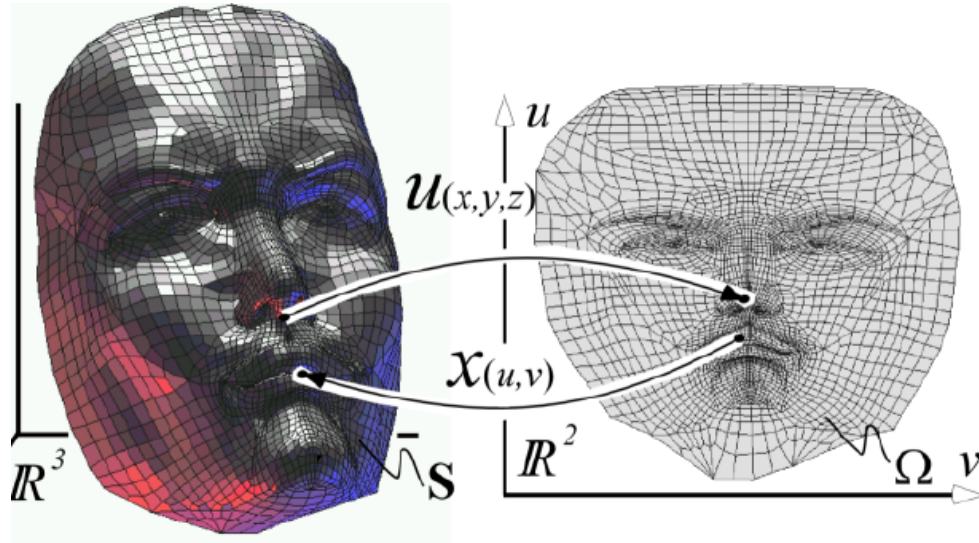 u
u(x,y,z)
x(u,v)
ℝ³
S
ℝ²
Ω
v